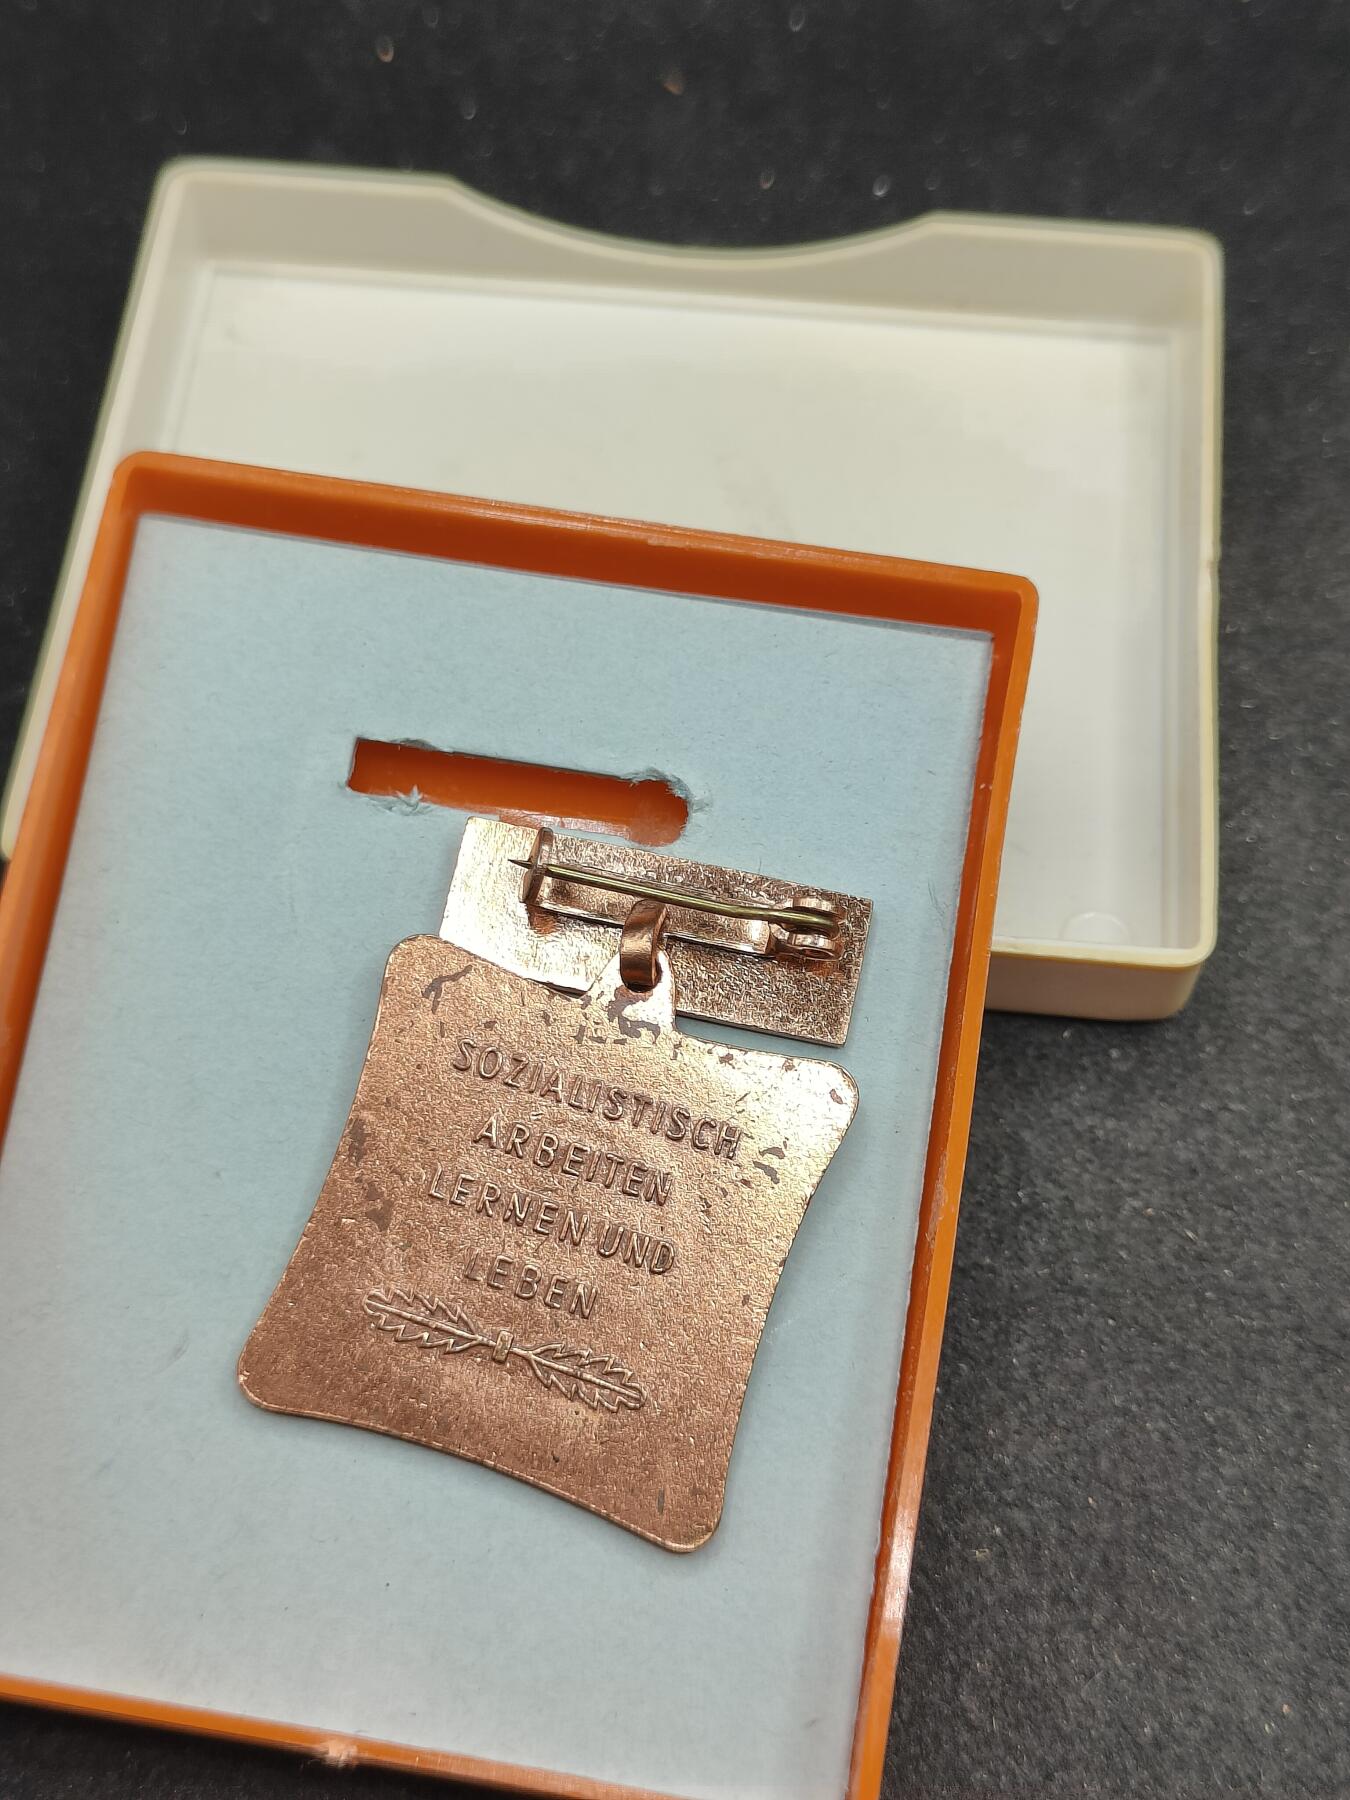 SOZIALISTISCH
ARBEITEN
LERNEN UND
LEBEN